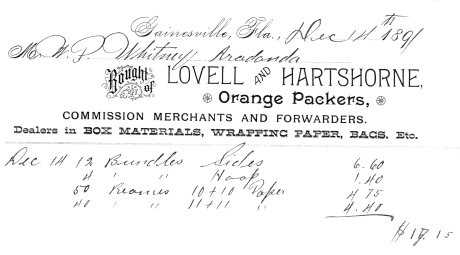 Gainesville, Fla., Dec 14th 1891
M W. P. Whitney Aradonda
Bought of LOVELL AND HARTSHORNE,
Orange Packers,
COMMISSION MERCHANTS AND FORWARDERS.
Dealers in BOX MATERIALS, WRAPPING PAPER, BAGS, Etc.
Dec 14 12 Bundles Sides 6.60
4 " " Hoop 1.40
50 Reames 10+10 Paper 4 75
40 " " 11+11 " 4.40
$17.15